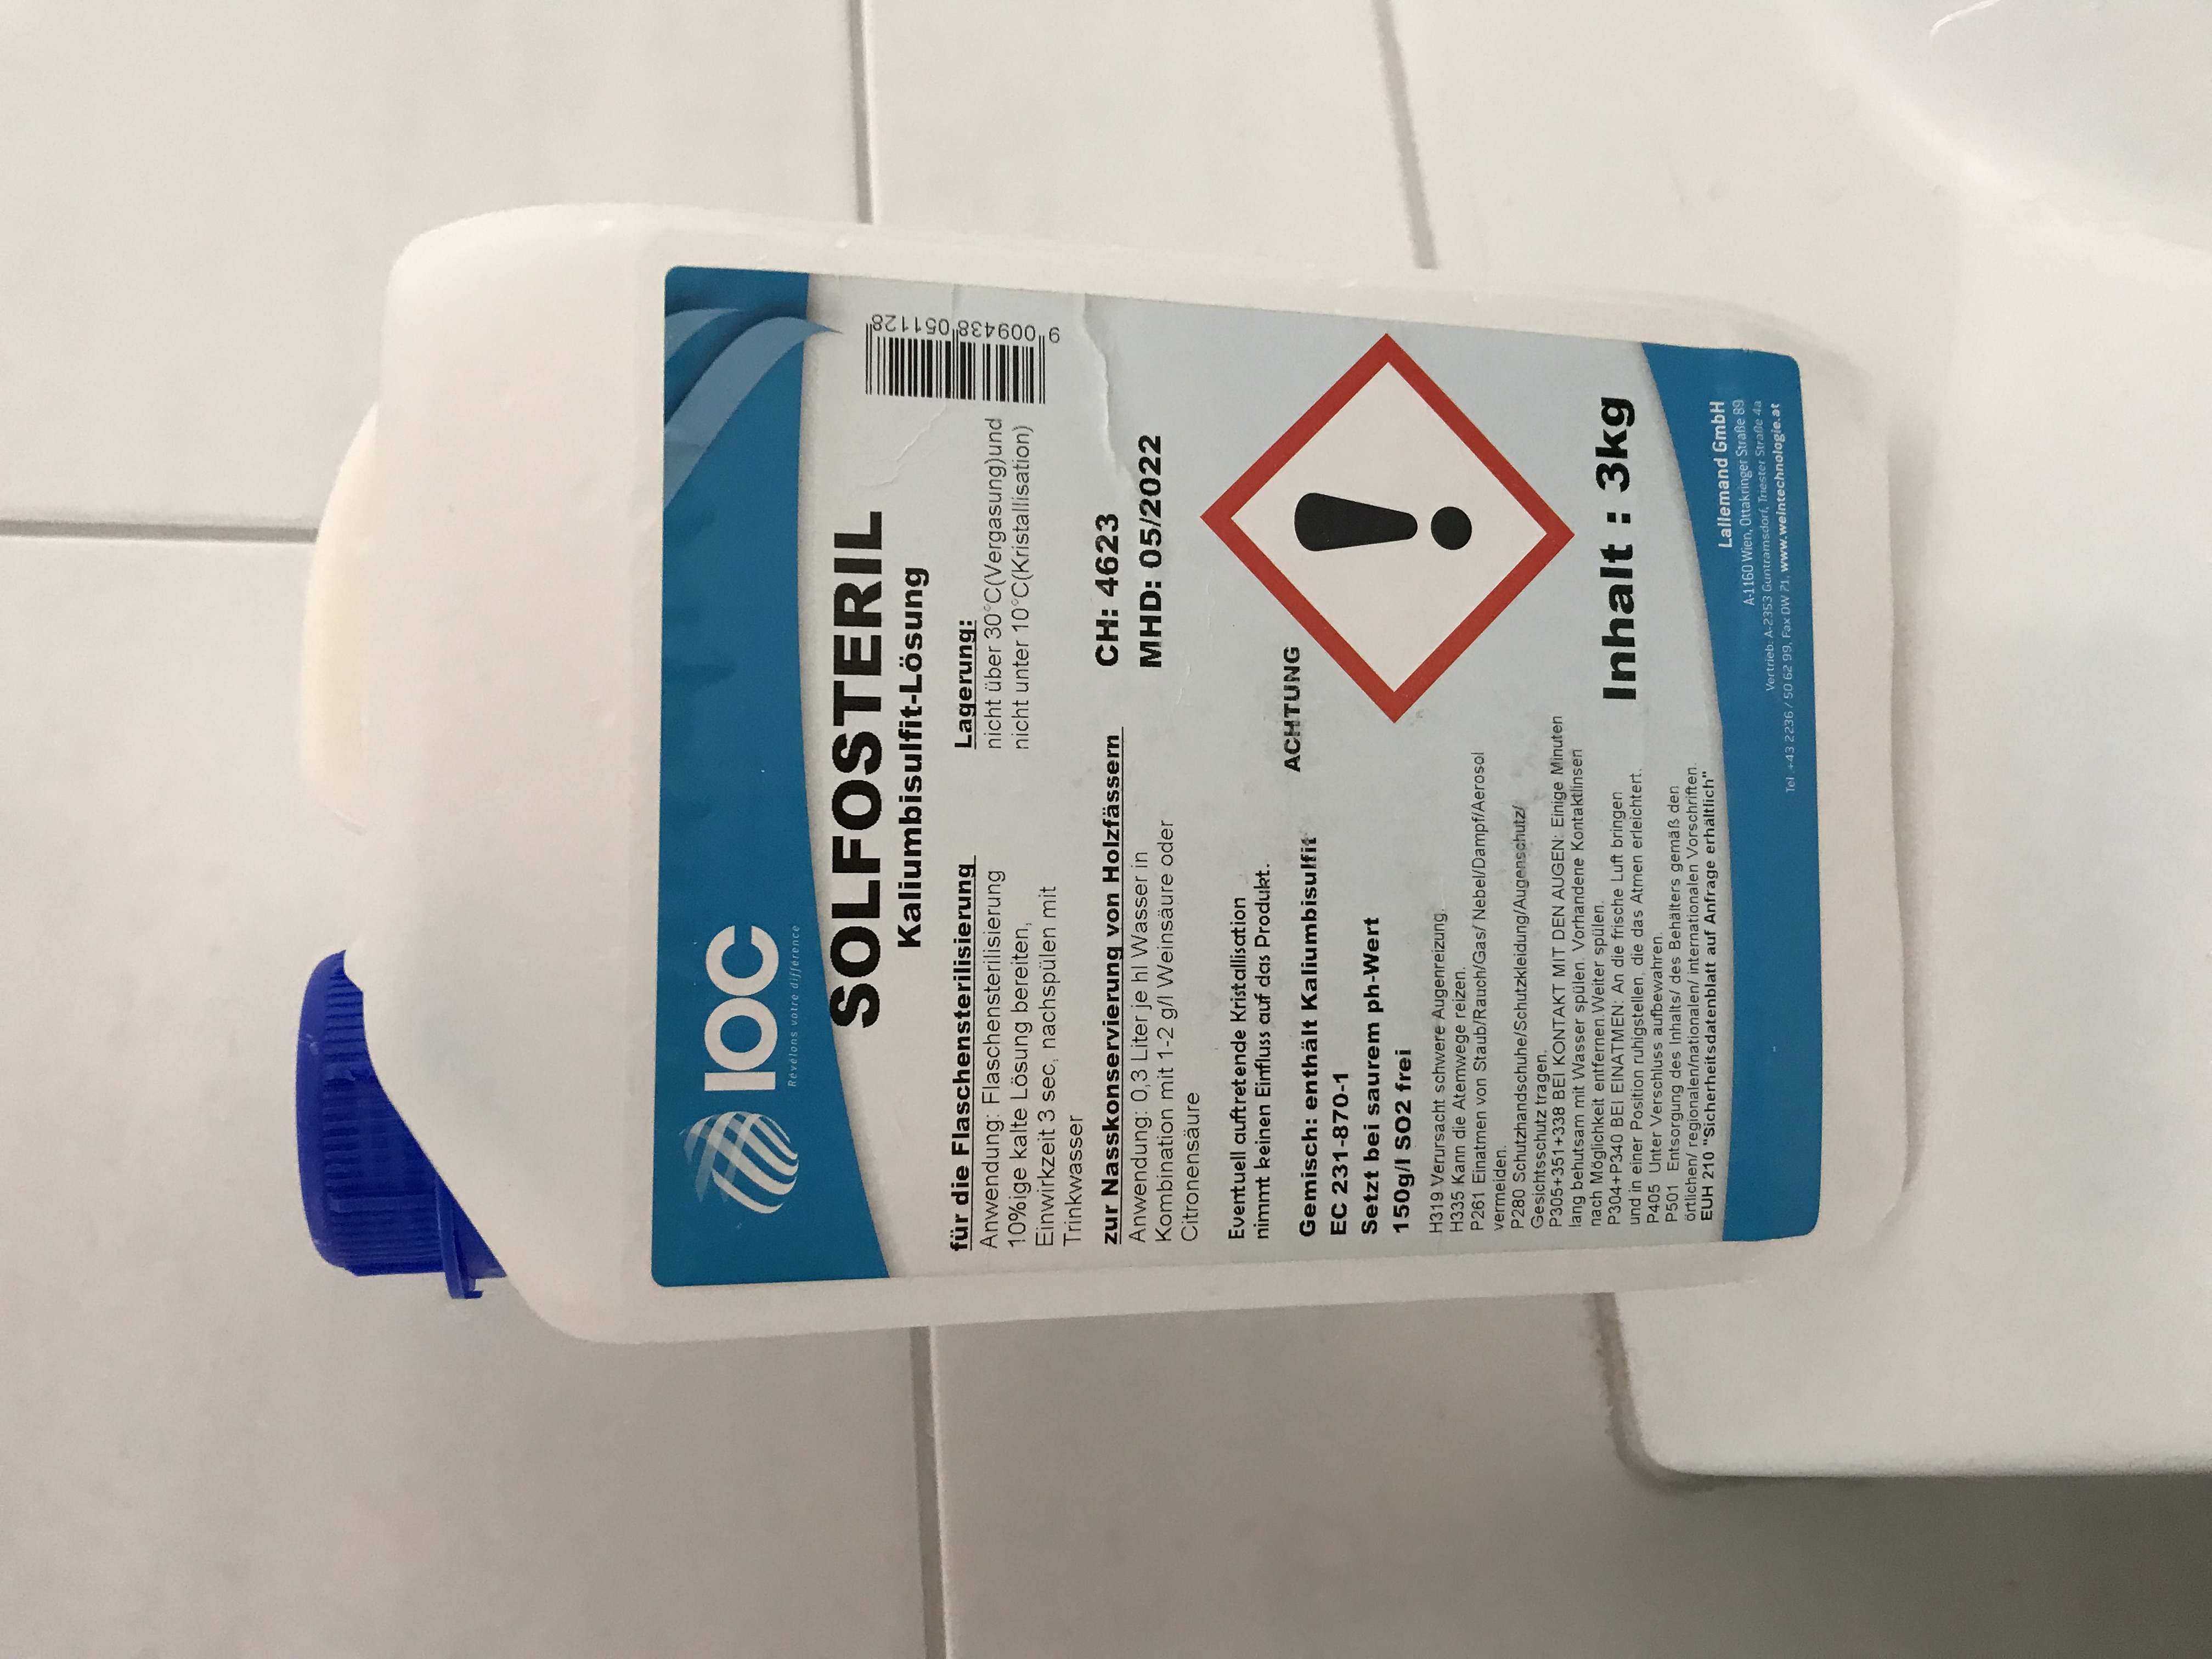 IOC
Révélons votre différence
SOLFOSTERIL
Kaliumbisulfit-Lösung
für die Flaschensterilisierung
Anwendung: Flaschensterilisierung
10%ige kalte Lösung bereiten,
Einwirkzeit 3 sec, nachspülen mit
Trinkwasser
zur Nasskonservierung von Holzfässern
Anwendung: 0,3 Liter je hl Wasser in
Kombination mit 1-2 g/l Weinsäure oder
Citronensäure
Eventuell auftretende Kristallisation
nimmt keinen Einfluss auf das Produkt.
Gemisch: enthält Kaliumbisulfit
EC 231-870-1
Setzt bei saurem ph-Wert
150g/l SO2 frei
H319 Verursacht schwere Augenreizung.
H335 Kann die Atemwege reizen.
P261 Einatmen von Staub/Rauch/Gas/ Nebel/Dampf/Aerosol
vermeiden.
P280 Schutzhandschuhe/Schutzkleidung/Augenschutz/
Gesichtsschutz tragen.
P305+351+338 BEI KONTAKT MIT DEN AUGEN: Einige Minuten
lang behutsam mit Wasser spülen. Vorhandene Kontaktlinsen
nach Möglichkeit entfernen.Weiter spülen.
P304+P340 BEI EINATMEN: An die frische Luft bringen
und in einer Position ruhigstellen, die das Atmen erleichtert.
P405 Unter Verschluss aufbewahren.
P501 Entsorgung des Inhalts/ des Behälters gemäß den
örtlichen/ regionalen/nationalen/ internationalen Vorschriften.
EUH 210 "Sicherheitsdatenblatt auf Anfrage erhältlich"
Lagerung:
nicht über 30°C(Vergasung)und
nicht unter 10°C(Kristallisation)
9 009438 051128
CH: 4623
MHD: 05/2022
ACHTUNG
Inhalt : 3kg
Lallemand GmbH
A-1160 Wien, Ottakringer Straße 89
Vertrieb: A-2353 Guntramsdorf, Triester Straße 4a
Tel .+43 2236 / 50 62 99, Fax DW 71, www.weintechnologie.at